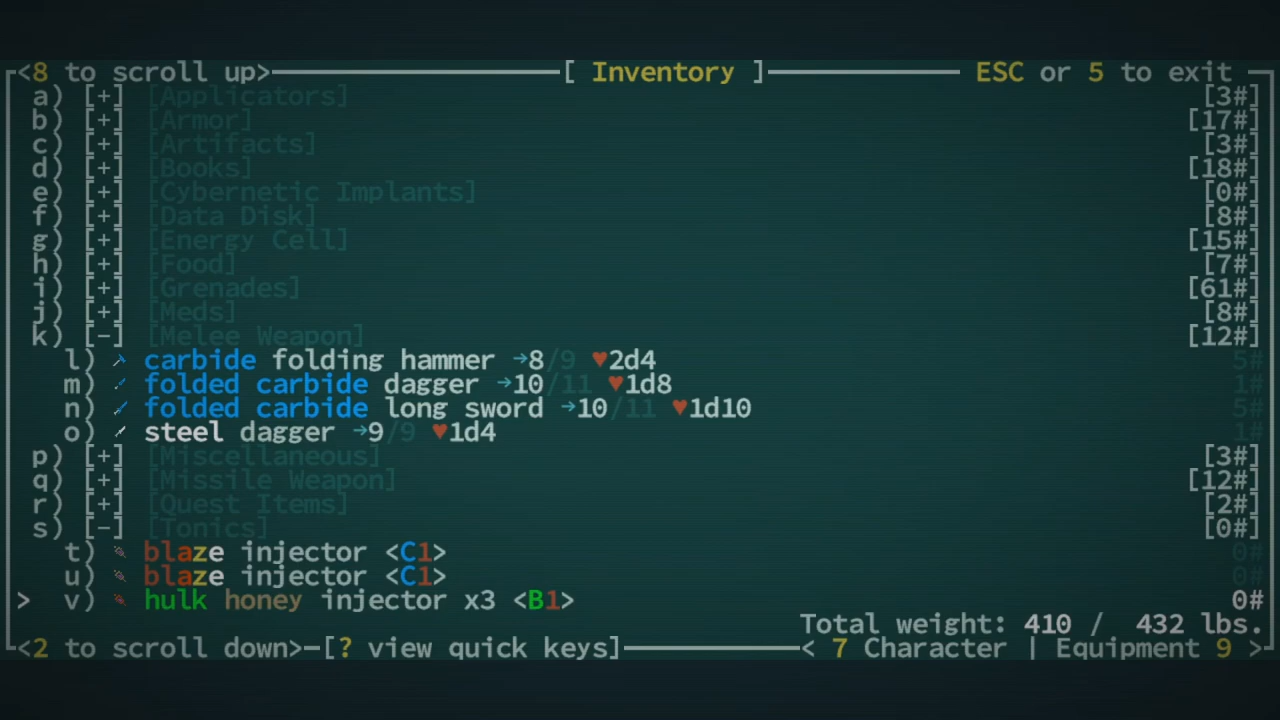 <8 to scroll up> [ Inventory ] ESC or 5 to exit
a) [+] [Applicators] [3#]
b) [+] [Armor] [17#]
c) [+] [Artifacts] [3#]
d) [+] [Books] [18#]
e) [+] [Cybernetic Implants] [0#]
f) [+] [Data Disk] [8#]
g) [+] [Energy Cell] [15#]
h) [+] [Food] [7#]
i) [+] [Grenades] [61#]
j) [+] [Meds] [8#]
k) [-] [Melee Weapon] [12#]
l) carbide folding hammer →8/9 ♥2d4 5#
m) folded carbide dagger →10/11 ♥1d8 1#
n) folded carbide long sword →10/11 ♥1d10 5#
o) steel dagger →9/9 ♥1d4 1#
p) [+] [Miscellaneous] [3#]
q) [+] [Missile Weapon] [12#]
r) [+] [Quest Items] [2#]
s) [-] [Tonics] [0#]
t) blaze injector <C1> 0#
u) blaze injector <C1> 0#
> v) hulk honey injector x3 <B1> 0#
Total weight: 410 / 432 lbs.
<2 to scroll down> [? view quick keys] < 7 Character | Equipment 9 >